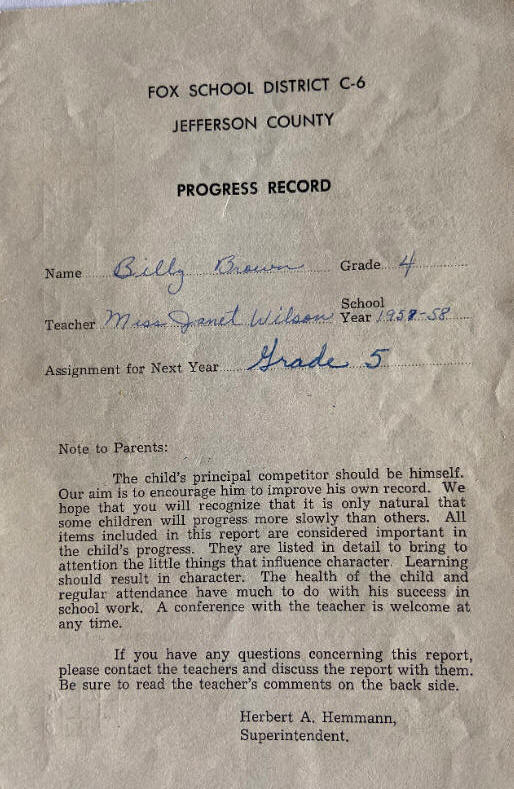 FOX SCHOOL DISTRICT C-6
JEFFERSON COUNTY
PROGRESS RECORD
Name Billy Brown Grade 4
Teacher Miss Janet Wilson School Year 1957-58
Assignment for Next Year Grade 5
Note to Parents:
The child's principal competitor should be himself.
Our aim is to encourage him to improve his own record. We
hope that you will recognize that it is only natural that
some children will progress more slowly than others. All
items included in this report are considered important in
the child's progress. They are listed in detail to bring to
attention the little things that influence character. Learning
should result in character. The health of the child and
regular attendance have much to do with his success in
school work. A conference with the teacher is welcome at
any time.
If you have any questions concerning this report,
please contact the teachers and discuss the report with them.
Be sure to read the teacher's comments on the back side.
Herbert A. Hemmann,
Superintendent.